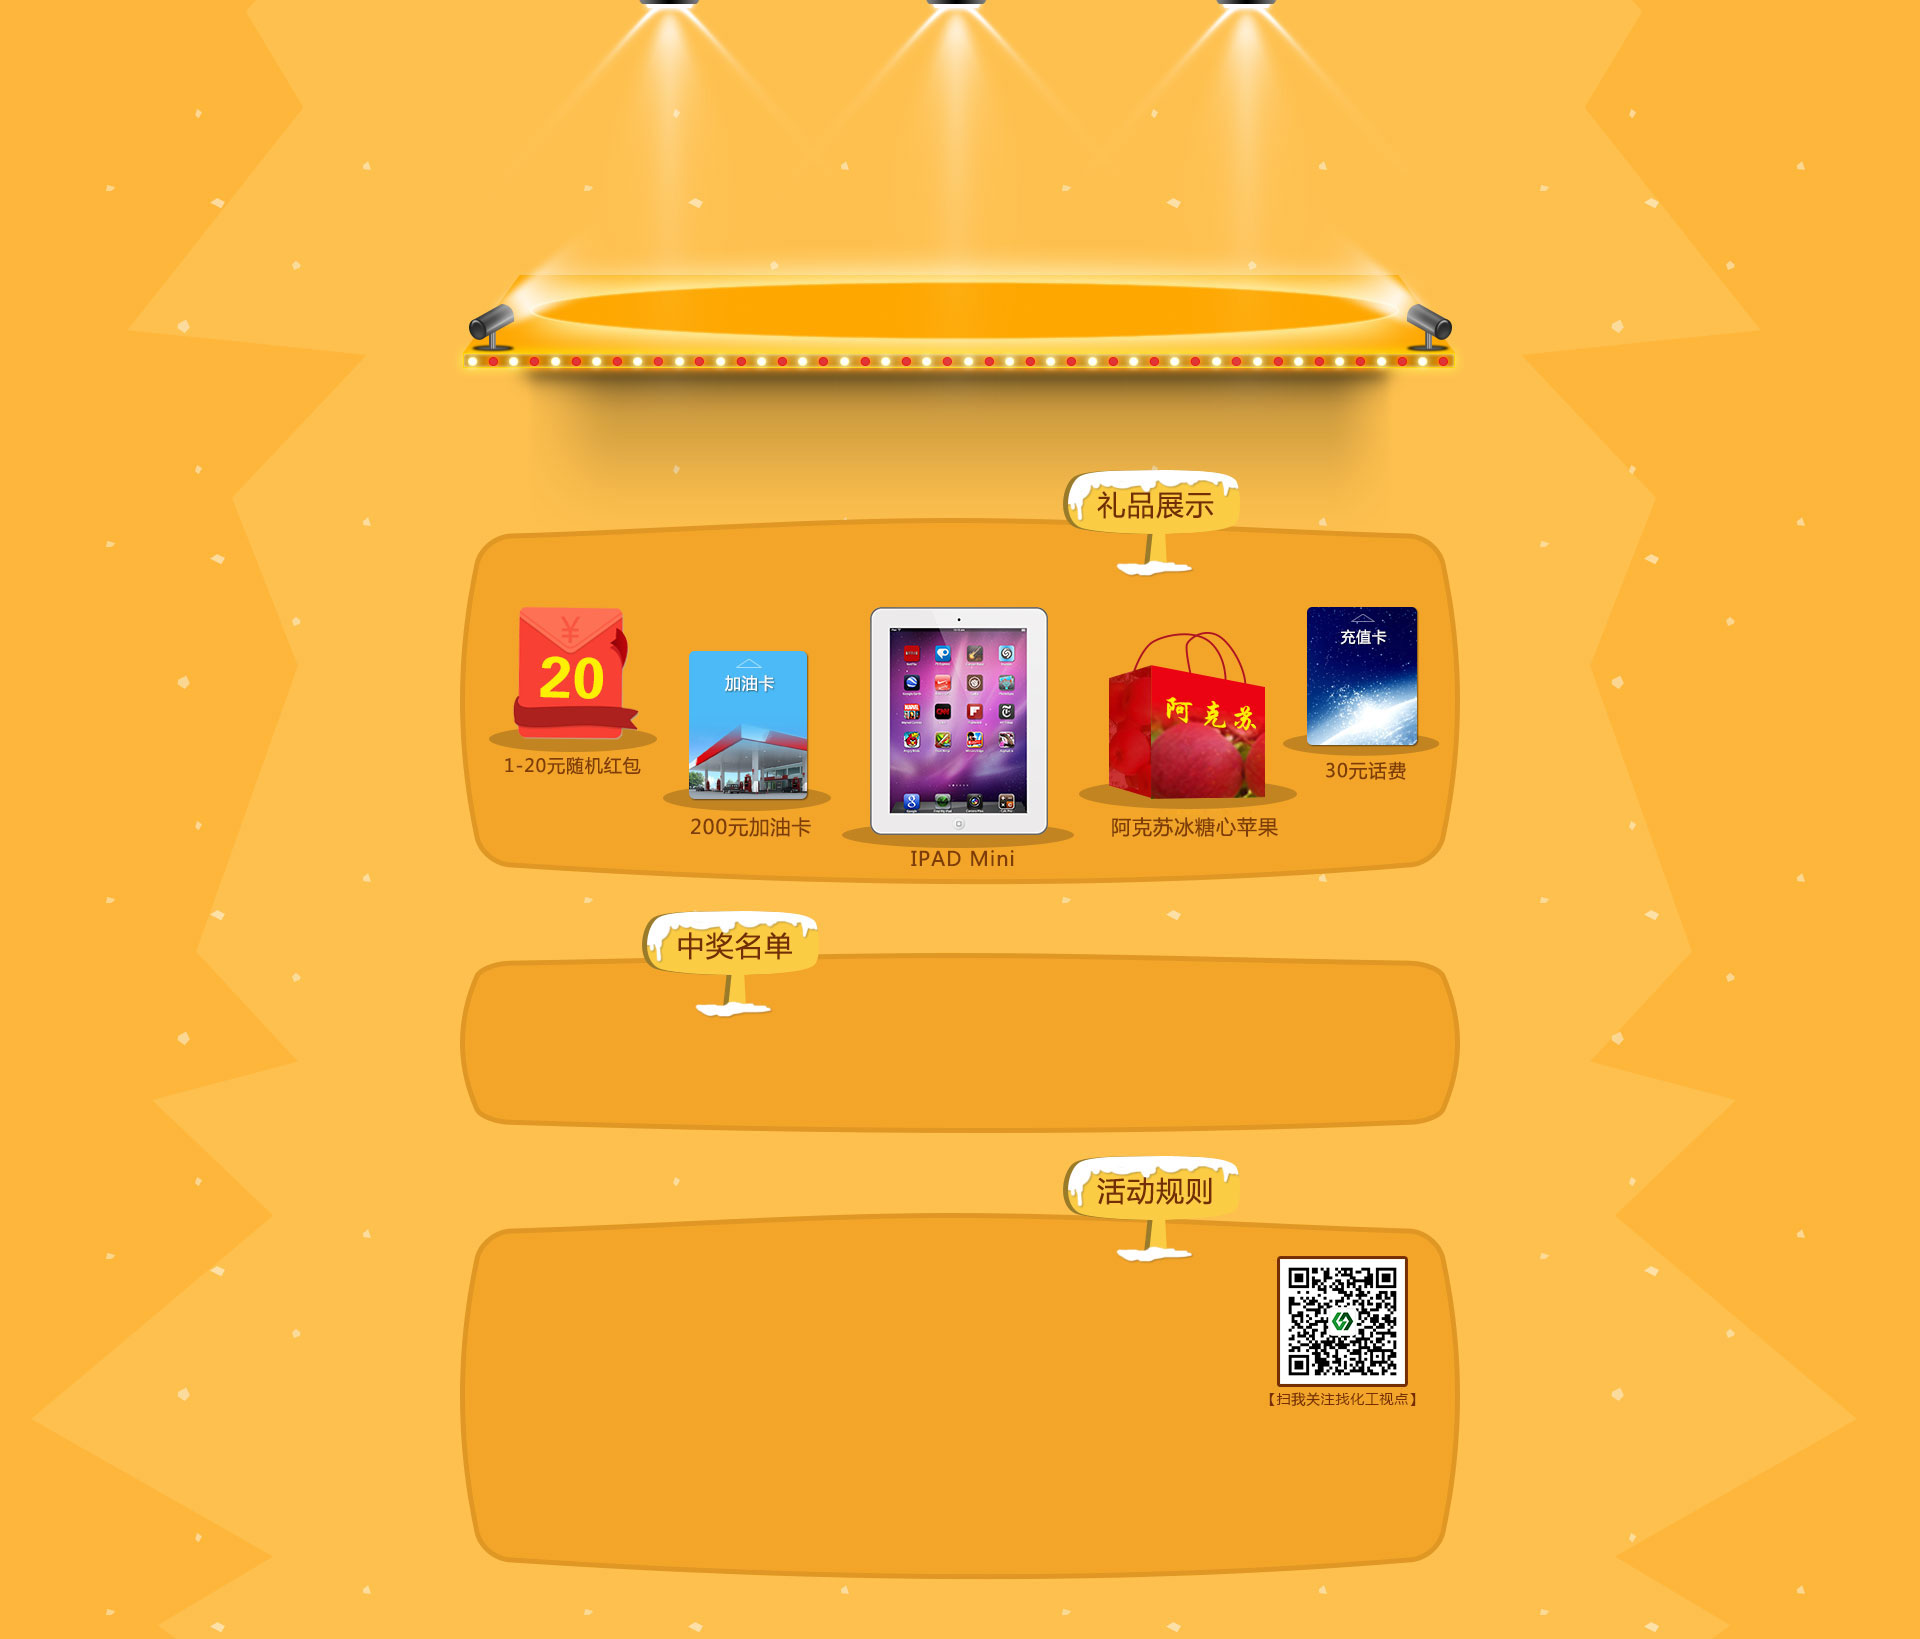 礼品展示
¥
20
加油卡
阿克苏
充值卡
1-20元随机红包
200元加油卡
IPAD Mini
阿克苏冰糖心苹果
30元话费
中奖名单
活动规则
【扫我关注找化工视点】